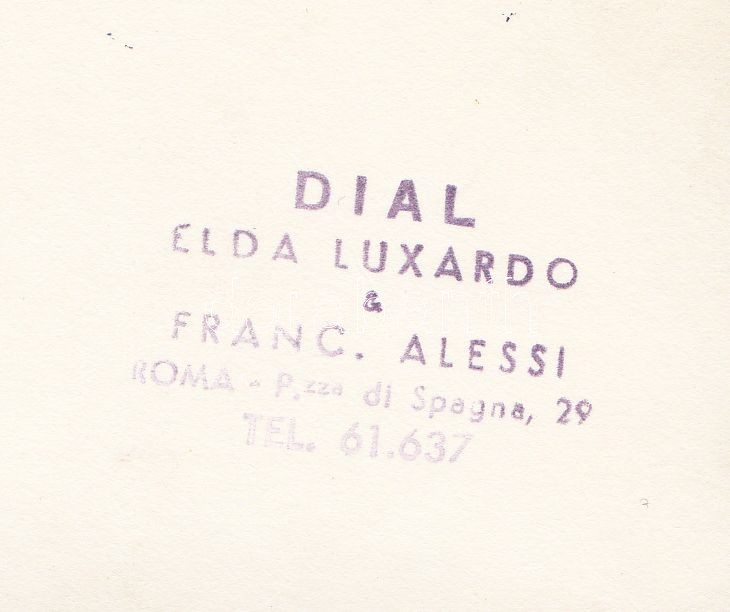 DIAL
ELDA LUXARDO
&
FRANC. ALESSI
ROMA - P.zza di Spagna, 29
TEL. 61.637